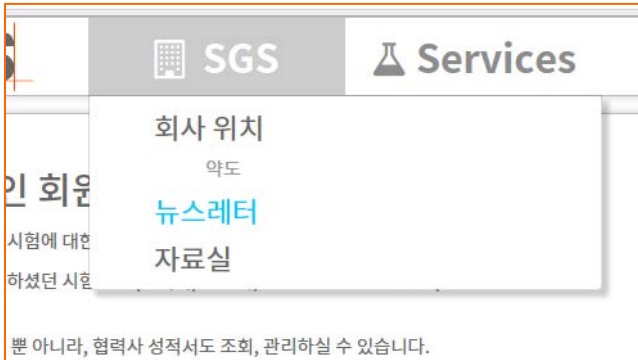 SGS Services
회사 위치
약도
인 회원
뉴스레터
시험에 대한
자료실
하셨던 시험
뿐 아니라, 협력사 성적서도 조회, 관리하실 수 있습니다.